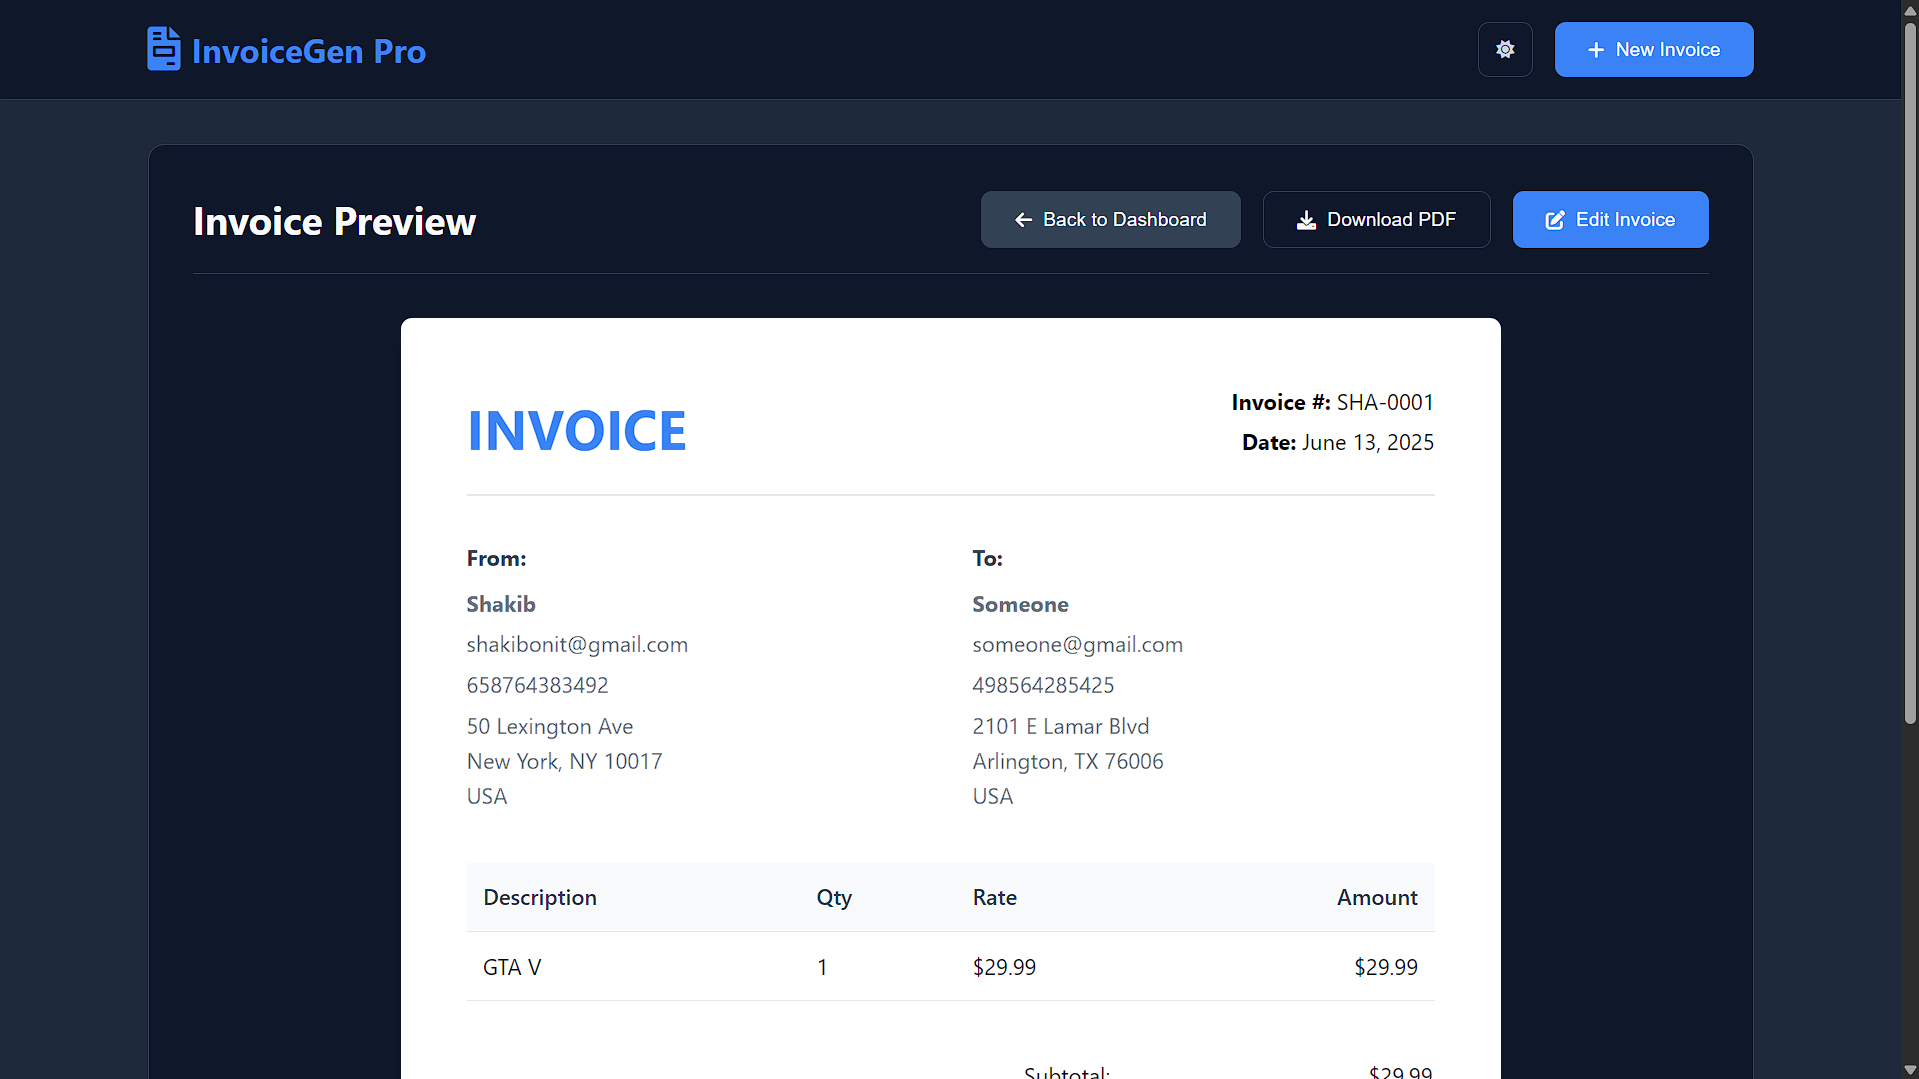 InvoiceGen Pro
New Invoice
Invoice Preview
Back to Dashboard
Download PDF
Edit Invoice
INVOICE
Invoice #: SHA-0001
Date: June 13, 2025
From:
Shakib
shakibonit@gmail.com
658764383492
50 Lexington Ave
New York, NY 10017
USA
To:
Someone
someone@gmail.com
498564285425
2101 E Lamar Blvd
Arlington, TX 76006
USA
Description Qty Rate Amount
GTA V 1 $29.99 $29.99
Subtotal: $29.99